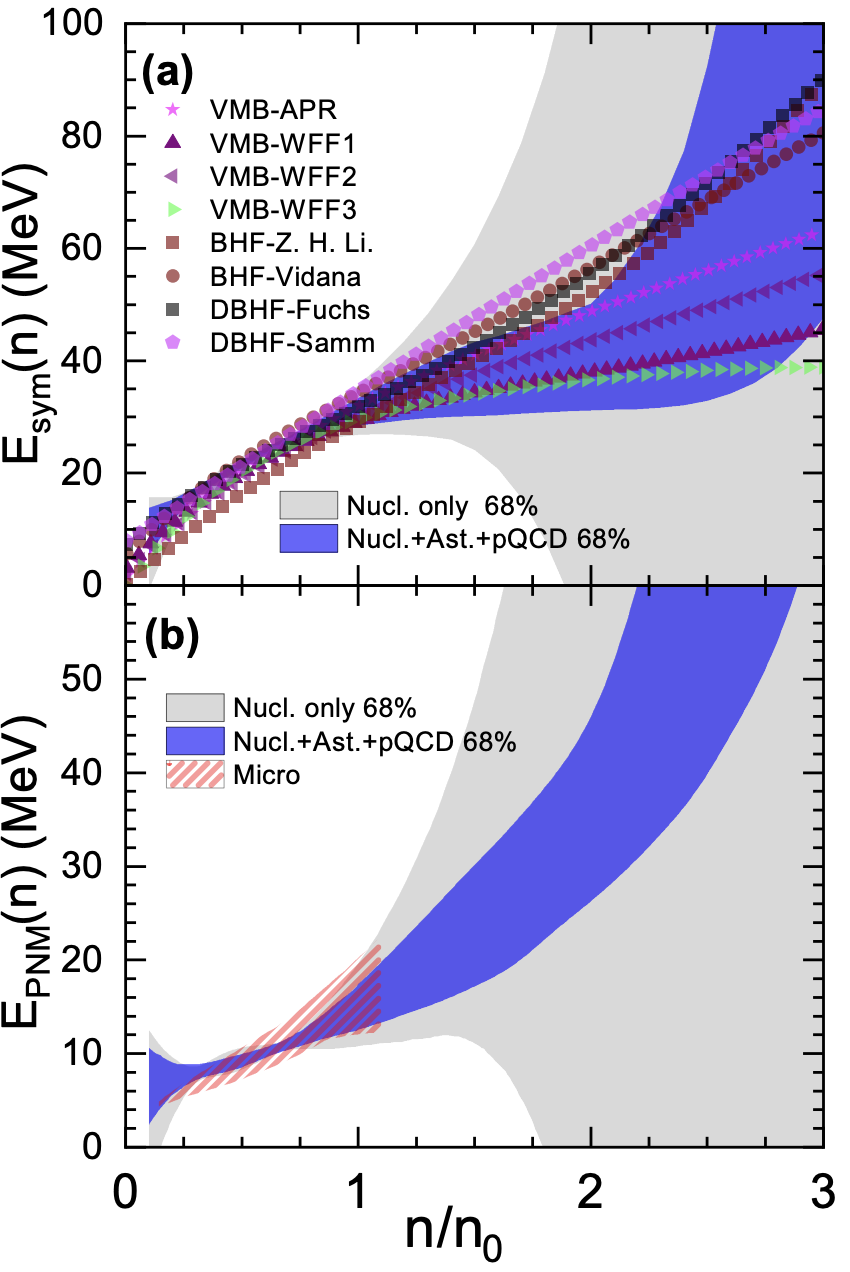 100
(a)
VMB-APR
80
VMB-WFF1
VMB-WFF2
VMB-WFF3
60
BHF-Z. H. Li.
BHF-Vidana
DBHF-Fuchs
40
DBHF-Samm
E_sym(n) (MeV)
20
Nucl. only 68%
Nucl.+Ast.+pQCD 68%
0
(b)
50
Nucl. only 68%
Nucl.+Ast.+pQCD 68%
40
Micro
30
E_PNM(n) (MeV)
20
10
0
0 1 2 3
n/n₀